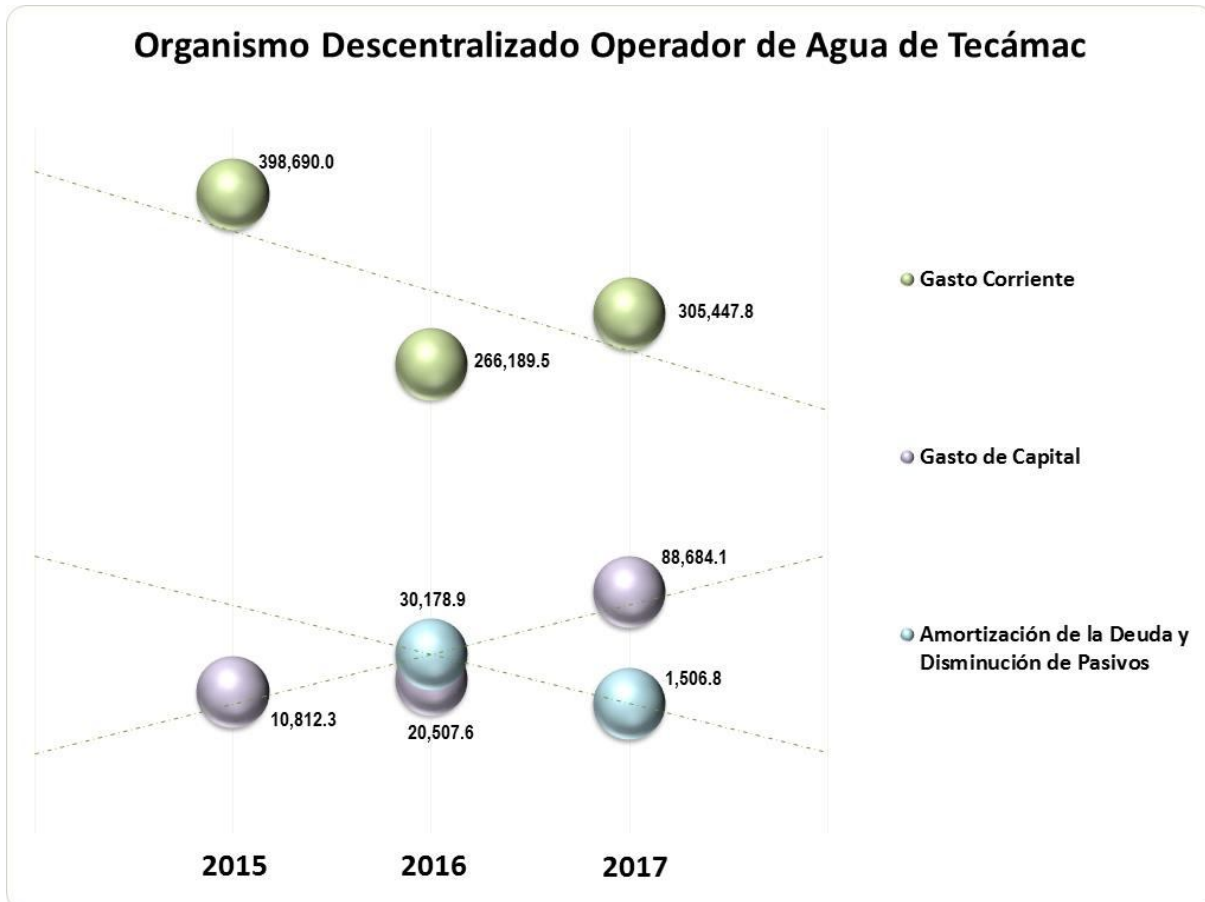 Organismo Descentralizado Operador de Agua de Tecámac
398,690.0
305,447.8
266,189.5
Gasto Corriente
Gasto de Capital
88,684.1
30,178.9
1,506.8
10,812.3
20,507.6
Amortización de la Deuda y
Disminución de Pasivos
2015
2016
2017